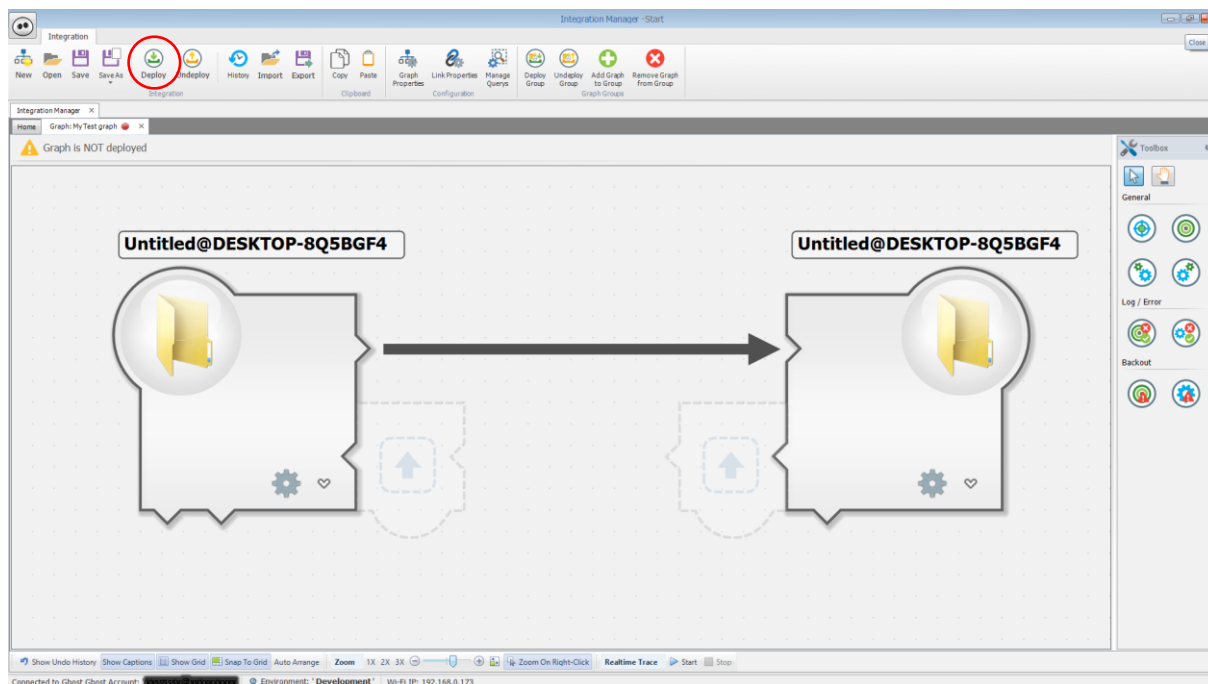 Integration Manager -Start
Close
Integration
New
Open
Save
Save As
Deploy
Undeploy
History
Import
Export
Copy
Paste
Graph Properties
Link Properties
Manage Querys
Deploy Group
Undeploy Group
Add Graph to Group
Remove Graph from Group
Integration
Clipboard
Configuration
Graph Groups
Integration Manager
Home
Graph: My Test graph
Graph is NOT deployed
Toolbox
General
Untitled@DESKTOP-8Q5BGF4
Untitled@DESKTOP-8Q5BGF4
Log / Error
Backout
Show Undo History Show Captions Show Grid Snap To Grid Auto Arrange Zoom 1X 2X 3X Zoom On Right-Click Realtime Trace Start Stop
Connected to Ghost Ghost Account: Environment: 'Development' Wi-Fi IP: 192.168.0.173